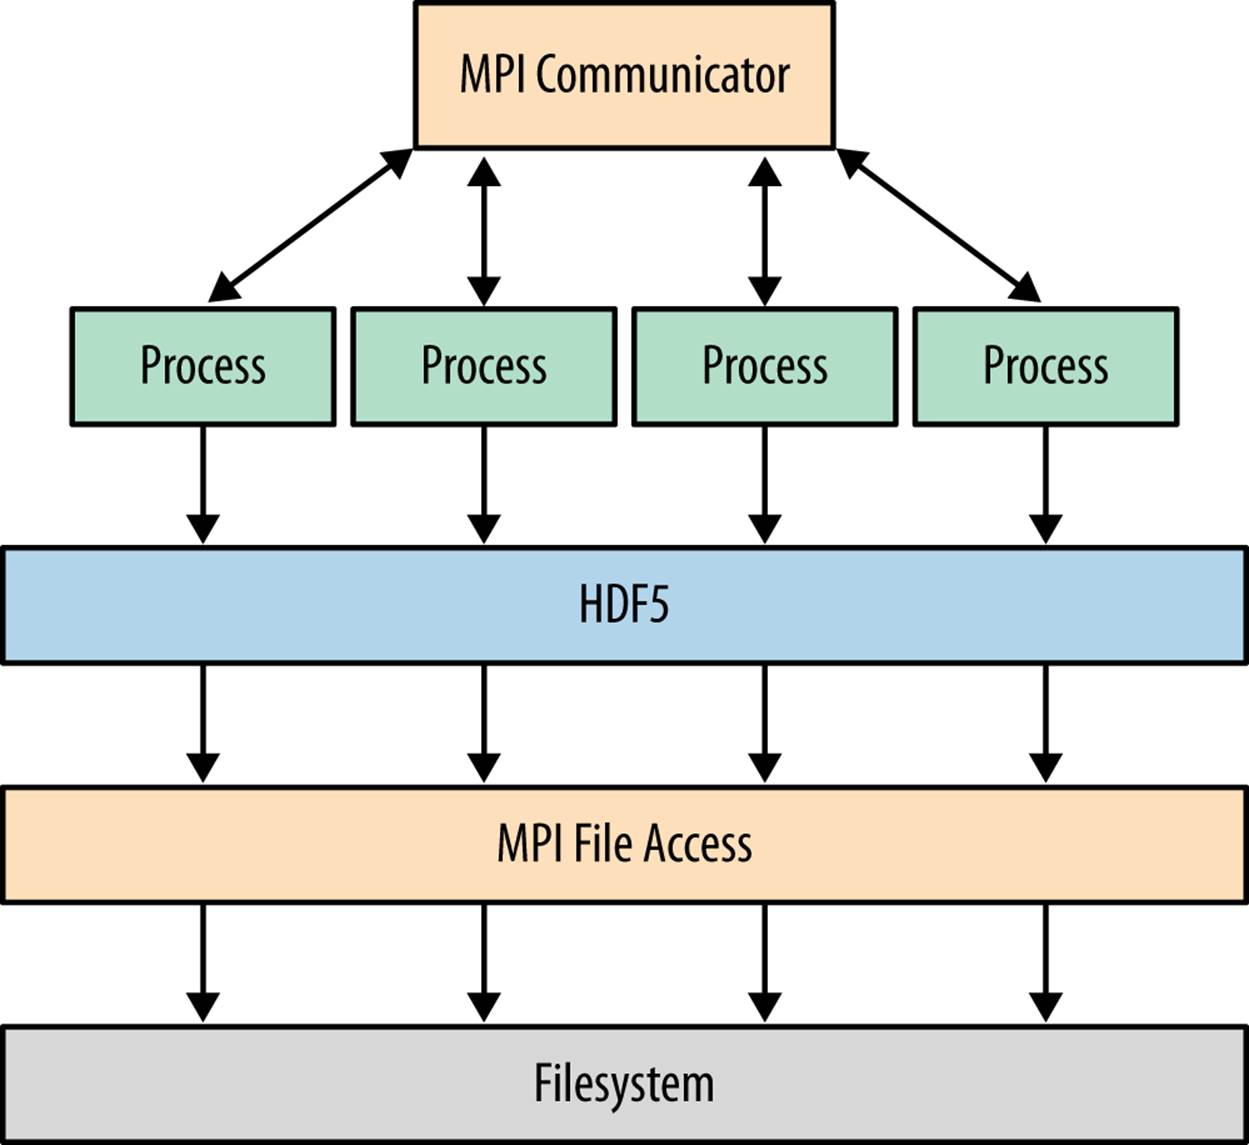 MPI Communicator
Process
Process
Process
Process
HDF5
MPI File Access
Filesystem